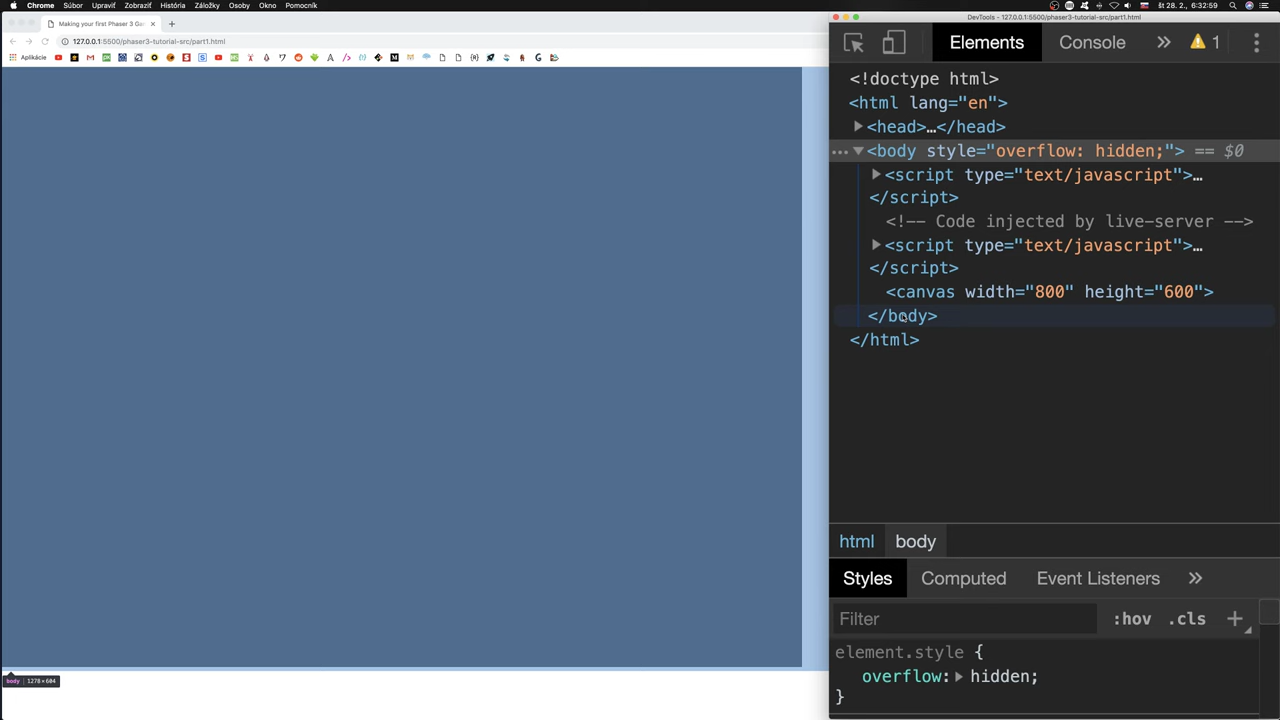 Chrome Súbor Upraviť Zobraziť História Záložky Osoby Okno Pomocník
št 28. 2., 6:32:59
Making your first Phaser 3 Ga
127.0.0.1:5500/phaser3-tutorial-src/part1.html
Aplikácie
body 1278×604
DevTools - 127.0.0.1:5500/phaser3-tutorial-src/part1.html
Elements Console » 1
<!doctype html>
<html lang="en">
<head>…</head>
<body style="overflow: hidden;"> == $0
<script type="text/javascript">…
</script>
<!-- Code injected by live-server -->
<script type="text/javascript">…
</script>
<canvas width="800" height="600">
</body>
</html>
html body
Styles Computed Event Listeners »
Filter :hov .cls +
element.style {
overflow: hidden;
}